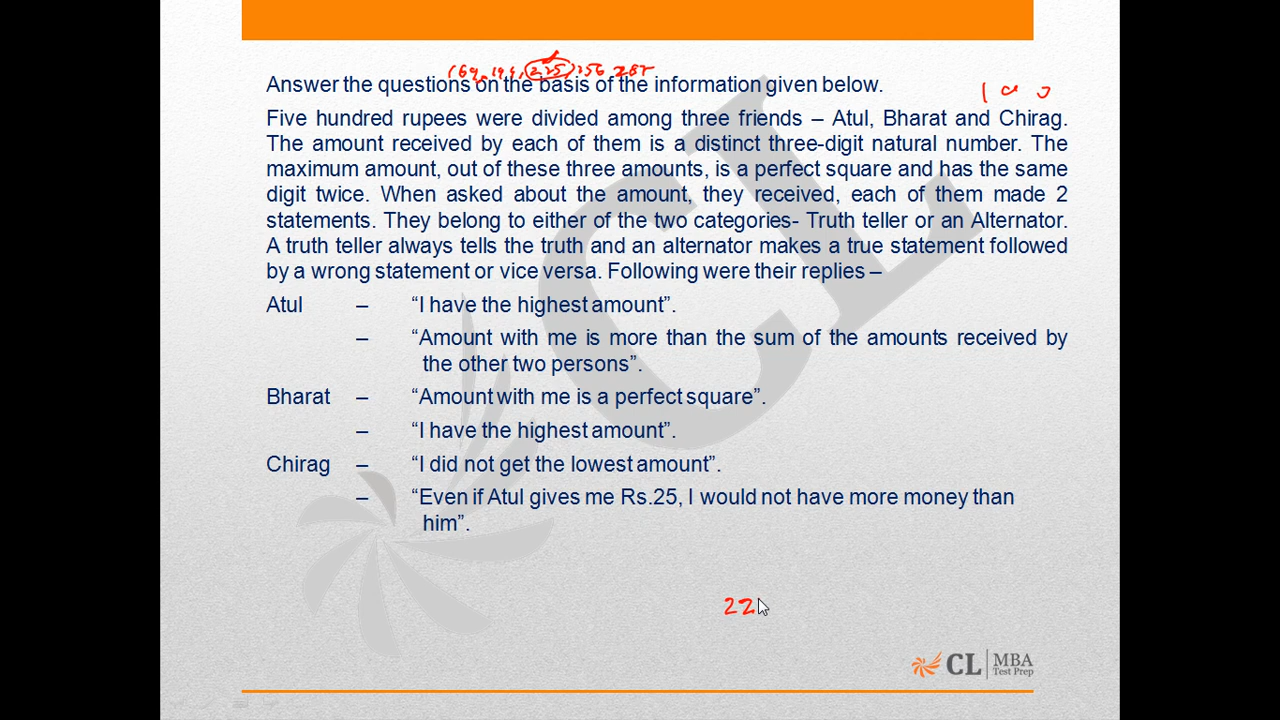 169, 194, 225, 256 28
Answer the questions on the basis of the information given below.
Five hundred rupees were divided among three friends – Atul, Bharat and Chirag.
The amount received by each of them is a distinct three-digit natural number. The
maximum amount, out of these three amounts, is a perfect square and has the same
digit twice. When asked about the amount, they received, each of them made 2
statements. They belong to either of the two categories- Truth teller or an Alternator.
A truth teller always tells the truth and an alternator makes a true statement followed
by a wrong statement or vice versa. Following were their replies –
Atul – “I have the highest amount”.
– “Amount with me is more than the sum of the amounts received by
the other two persons”.
Bharat – “Amount with me is a perfect square”.
– “I have the highest amount”.
Chirag – “I did not get the lowest amount”.
– “Even if Atul gives me Rs.25, I would not have more money than
him”.
22
CL MBA
Test Prep